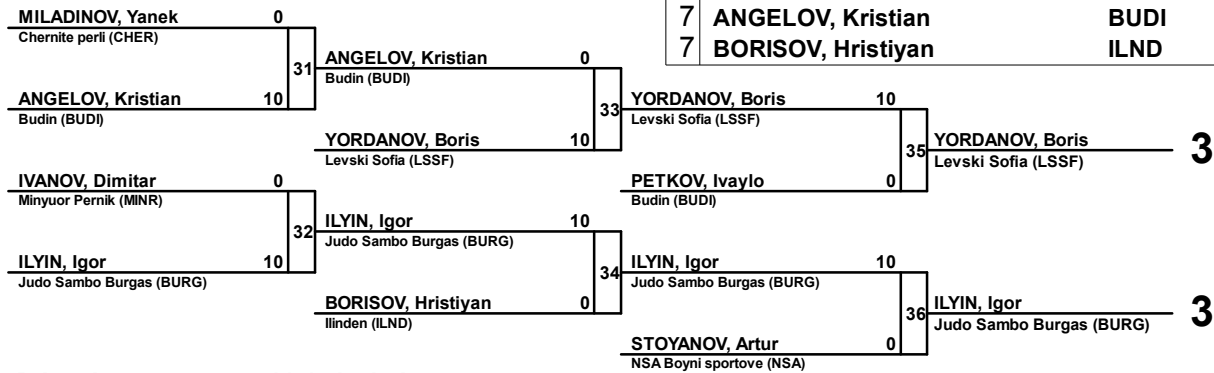 MILADINOV, Yanek 0
Chernite perli (CHER)
7 ANGELOV, Kristian BUDI
7 BORISOV, Hristiyan ILND
31
ANGELOV, Kristian 0
Budin (BUDI)
ANGELOV, Kristian 10
Budin (BUDI)
33
YORDANOV, Boris 10
Levski Sofia (LSSF)
YORDANOV, Boris 10
Levski Sofia (LSSF)
35
YORDANOV, Boris
Levski Sofia (LSSF)
3
IVANOV, Dimitar 0
Minyuor Pernik (MINR)
PETKOV, Ivaylo 0
Budin (BUDI)
32
ILYIN, Igor 10
Judo Sambo Burgas (BURG)
ILYIN, Igor 10
Judo Sambo Burgas (BURG)
34
ILYIN, Igor 10
Judo Sambo Burgas (BURG)
BORISOV, Hristiyan 0
Ilinden (ILND)
36
ILYIN, Igor
Judo Sambo Burgas (BURG)
3
STOYANOV, Artur 0
NSA Boyni sportove (NSA)